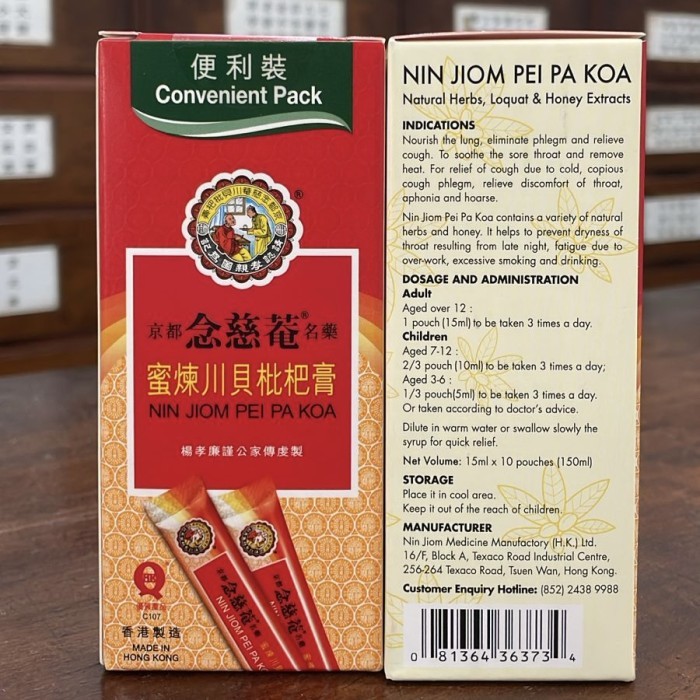 便利裝
Convenient Pack
®
京都念慈菴®名藥
蜜煉川貝枇杷膏
NIN JIOM PEI PA KOA
楊孝廉謹公家傳虔製
京都念慈菴
NIN JIOM PEI PA KOA
HK
C107
香港製造
MADE IN
HONG KONG
NIN JIOM PEI PA KOA
Natural Herbs, Loquat & Honey Extracts
INDICATIONS
Nourish the lung, eliminate phlegm and relieve
cough. To soothe the sore throat and remove
heat. For relief of cough due to cold, copious
cough phlegm, relieve discomfort of throat,
aphonia and hoarse.
Nin Jiom Pei Pa Koa contains a variety of natural
herbs and honey. It helps to prevent dryness of
throat resulting from late night, fatigue due to
over-work, excessive smoking and drinking.
DOSAGE AND ADMINISTRATION
Adult
Aged over 12 :
1 pouch (15ml) to be taken 3 times a day.
Children
Aged 7-12 :
2/3 pouch (10ml) to be taken 3 times a day;
Aged 3-6 :
1/3 pouch(5ml) to be taken 3 times a day.
Or taken according to doctor's advice.
Dilute in warm water or swallow slowly the
syrup for quick relief.
Net Volume: 15ml x 10 pouches (150ml)
STORAGE
Place it in cool area.
Keep it out of the reach of children.
MANUFACTURER
Nin Jiom Medicine Manufactory (H.K.) Ltd.
16/F, Block A, Texaco Road Industrial Centre,
256-264 Texaco Road, Tsuen Wan, Hong Kong.
Customer Enquiry Hotline: (852) 2438 9988
0 81364 36373 4